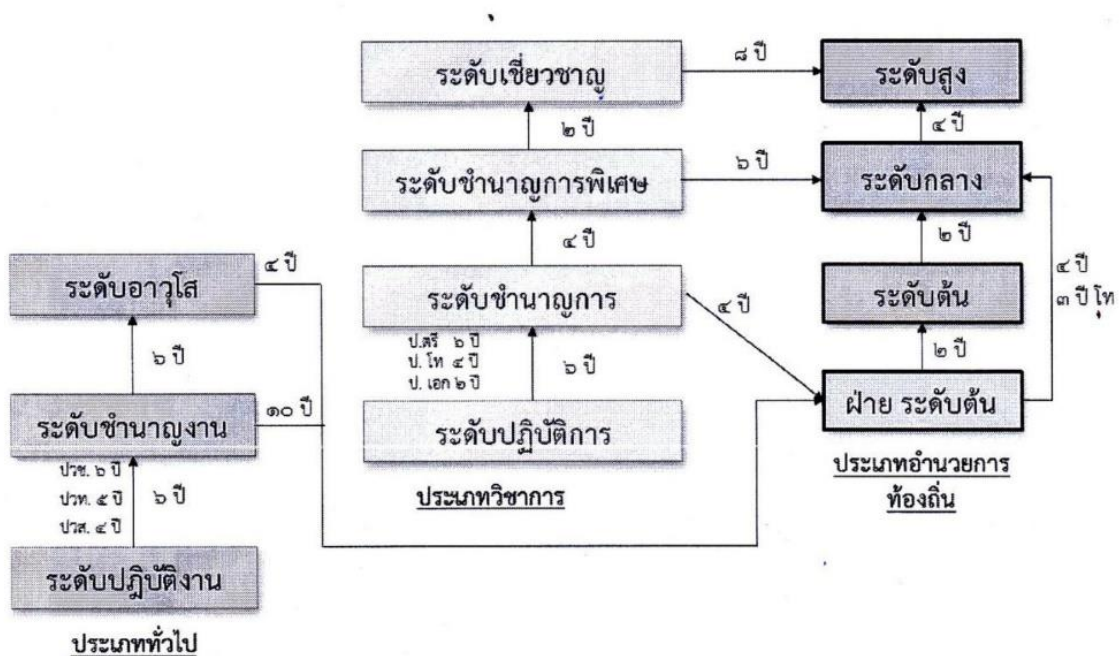 ระดับเชี่ยวชาญ
๘ ปี
ระดับสูง
๒ ปี
๔ ปี
ระดับชำนาญการพิเศษ
๖ ปี
ระดับกลาง
๔ ปี
๒ ปี
๔ ปี
๓ ปี โท
ระดับอาวุโส
๔ ปี
ระดับชำนาญการ
๔ ปี
ระดับต้น
๖ ปี
ป.ตรี ๖ ปี
ป. โท ๔ ปี
ป. เอก ๒ ปี
๖ ปี
๒ ปี
ระดับชำนาญงาน
๑๐ ปี
ระดับปฏิบัติการ
ฝ่าย ระดับต้น
ปวช. ๖ ปี
ปวท. ๕ ปี
ปวส. ๔ ปี
๖ ปี
ประเภทวิชาการ
ประเภทอำนวยการ
ท้องถิ่น
ระดับปฏิบัติงาน
ประเภททั่วไป